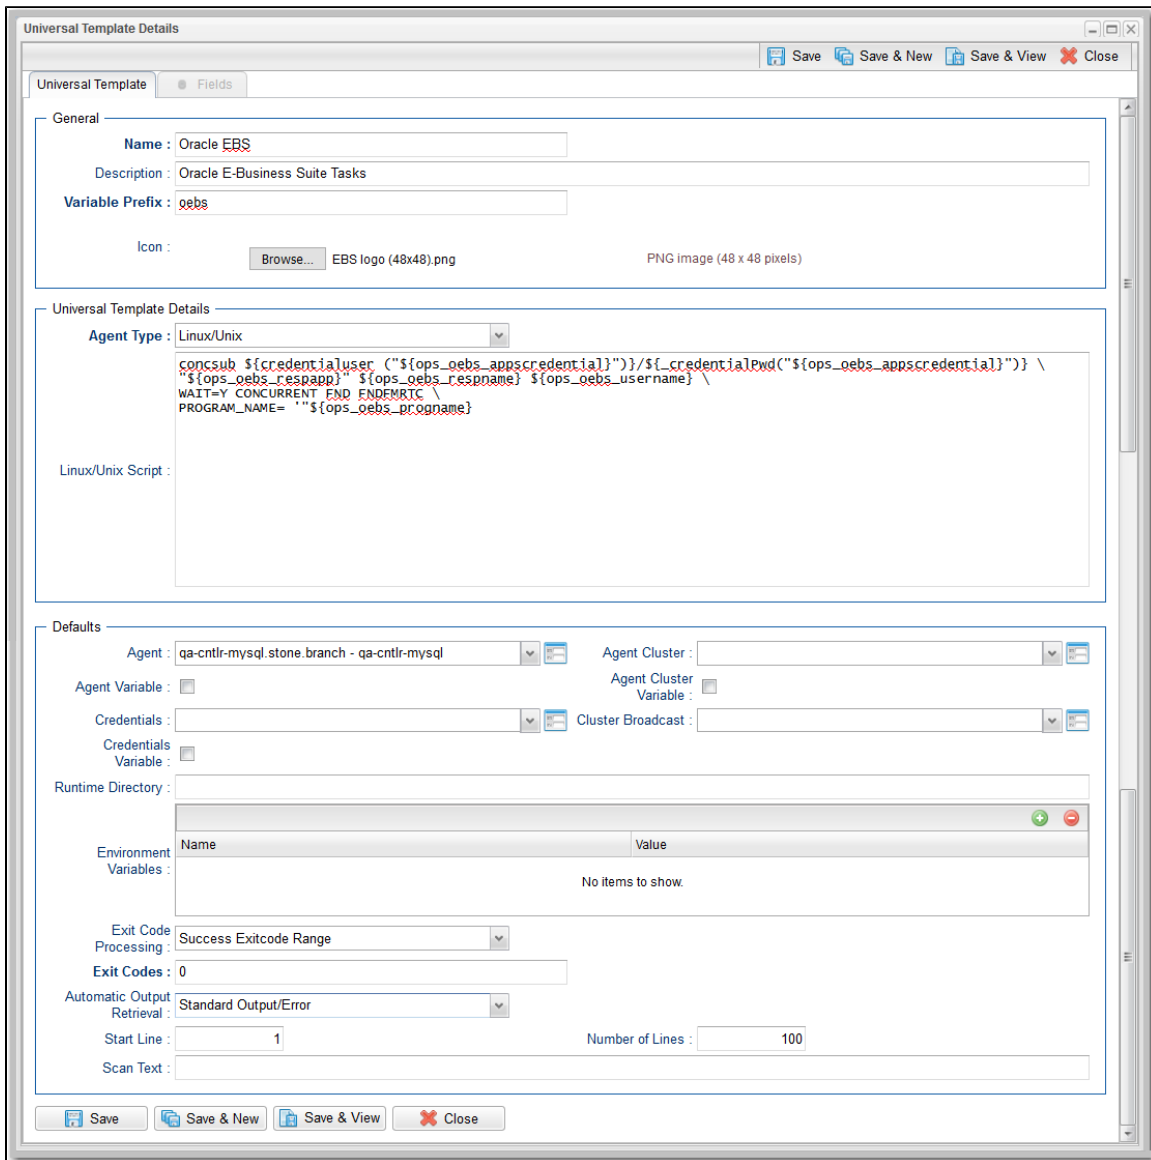 Universal Template Details
Save Save & New Save & View Close
Universal Template Fields
General
Name : Oracle EBS
Description : Oracle E-Business Suite Tasks
Variable Prefix : oebs
Icon :
Browse... EBS logo (48x48).png PNG image (48 x 48 pixels)
Universal Template Details
Agent Type : Linux/Unix
concsub ${credentialuser ("${ops_oebs_appscredential}")}/${_credentialPwd("${ops_oebs_appscredential}")} \
"${ops_oebs_respapp}" ${ops_oebs_respname} ${ops_oebs_username} \
WAIT=Y CONCURRENT FND FNDFMRTC \
PROGRAM_NAME= '"${ops_oebs_progname}
Linux/Unix Script :
Defaults
Agent : qa-cntlr-mysql.stone.branch - qa-cntlr-mysql Agent Cluster :
Agent Variable : Agent Cluster Variable :
Credentials : Cluster Broadcast :
Credentials Variable :
Runtime Directory :
Environment Variables :
Name Value
No items to show.
Exit Code Processing : Success Exitcode Range
Exit Codes : 0
Automatic Output Retrieval : Standard Output/Error
Start Line : 1 Number of Lines : 100
Scan Text :
Save Save & New Save & View Close